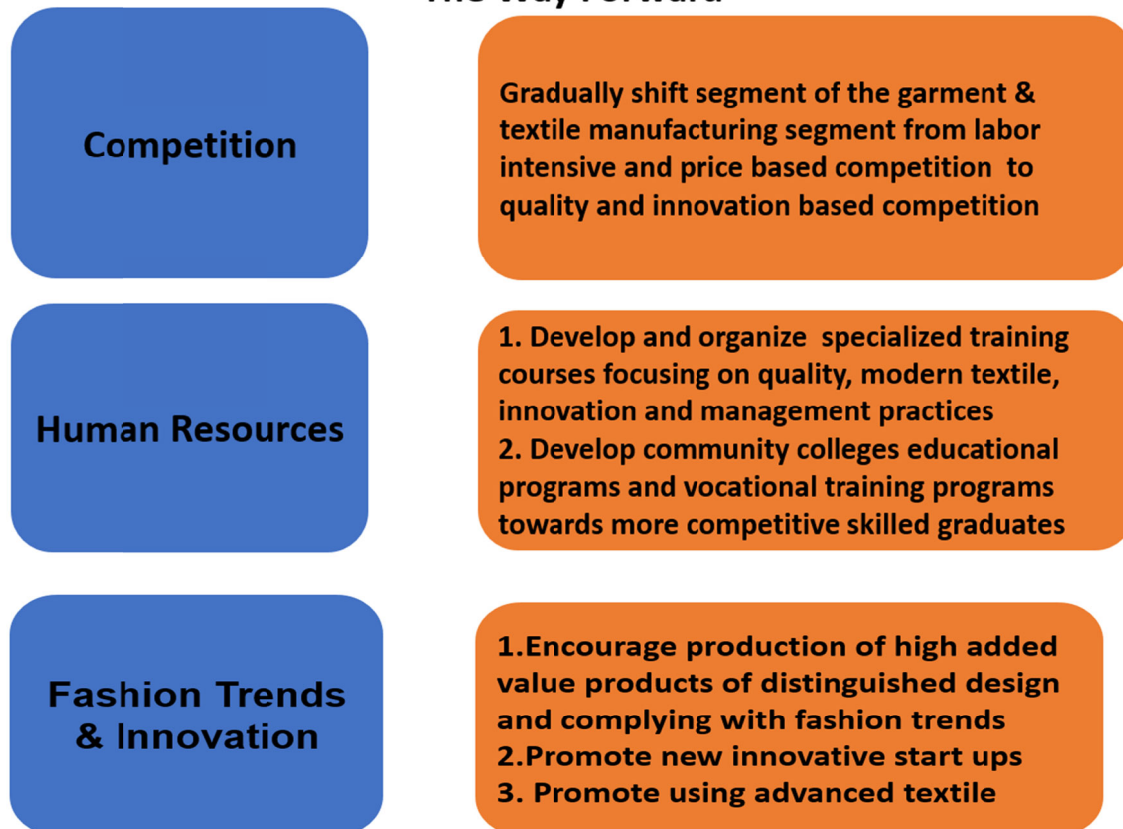 The Way Forward
Competition
Gradually shift segment of the garment &
textile manufacturing segment from labor
intensive and price based competition to
quality and innovation based competition
Human Resources
1. Develop and organize specialized training
courses focusing on quality, modern textile,
innovation and management practices
2. Develop community colleges educational
programs and vocational training programs
towards more competitive skilled graduates
Fashion Trends
& Innovation
1.Encourage production of high added
value products of distinguished design
and complying with fashion trends
2.Promote new innovative start ups
3. Promote using advanced textile